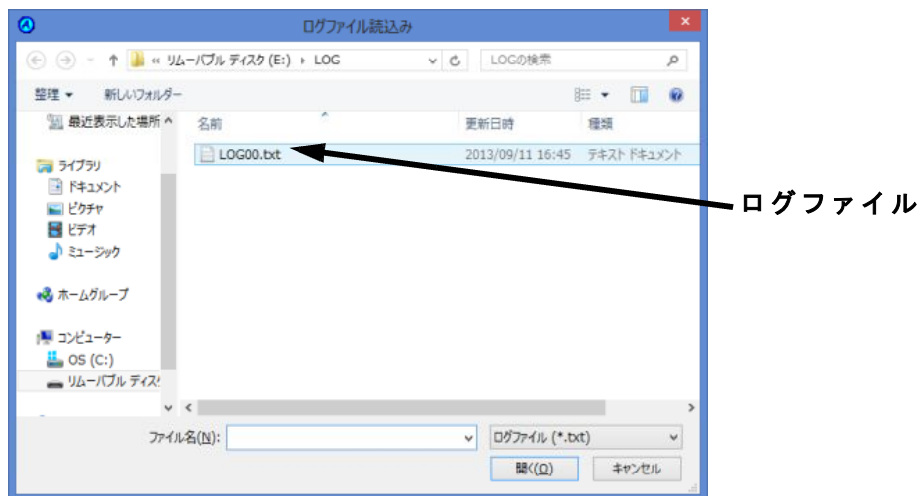 ログファイル読込み
« リムーバブル ディスク (E:) › LOG
LOGの検索
整理 ▼ 新しいフォルダー
最近表示した場所
ライブラリ
ドキュメント
ピクチャ
ビデオ
ミュージック
ホームグループ
コンピューター
OS (C:)
リムーバブル ディスク
名前 更新日時 種類
LOG00.txt 2013/09/11 16:45 テキスト ドキュメント
ログファイル
ファイル名(N):
ログファイル (*.txt)
開く(O) キャンセル